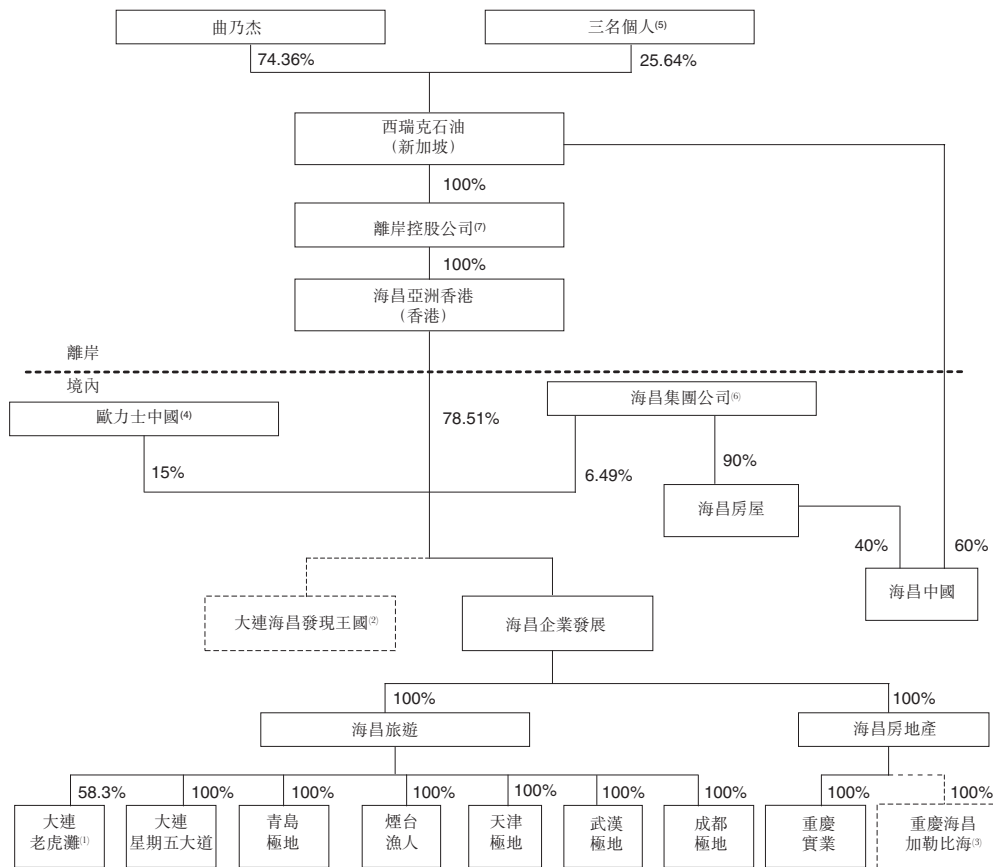 曲乃杰
三名個人(5)
74.36%
25.64%
西瑞克石油
(新加坡)
100%
離岸控股公司(7)
100%
海昌亞洲香港
(香港)
離岸
境內
歐力士中國(4)
78.51%
海昌集團公司(6)
15%
6.49%
90%
海昌房屋
40%
60%
海昌中國
大連海昌發現王國(2)
海昌企業發展
100%
100%
海昌旅遊
海昌房地產
58.3%
100%
100%
100%
100%
100%
100%
100%
100%
大連
老虎灘(1)
大連
星期五大道
青島
極地
煙台
漁人
天津
極地
武漢
極地
成都
極地
重慶
實業
重慶海昌
加勒比海(3)